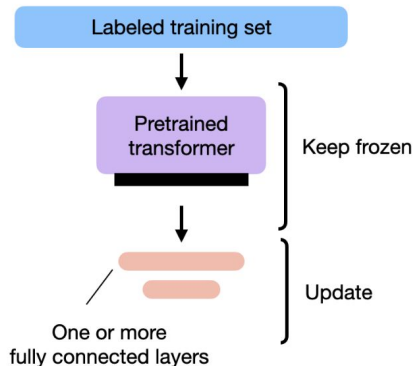 Labeled training set
Pretrained
transformer
Keep frozen
Update
One or more
fully connected layers